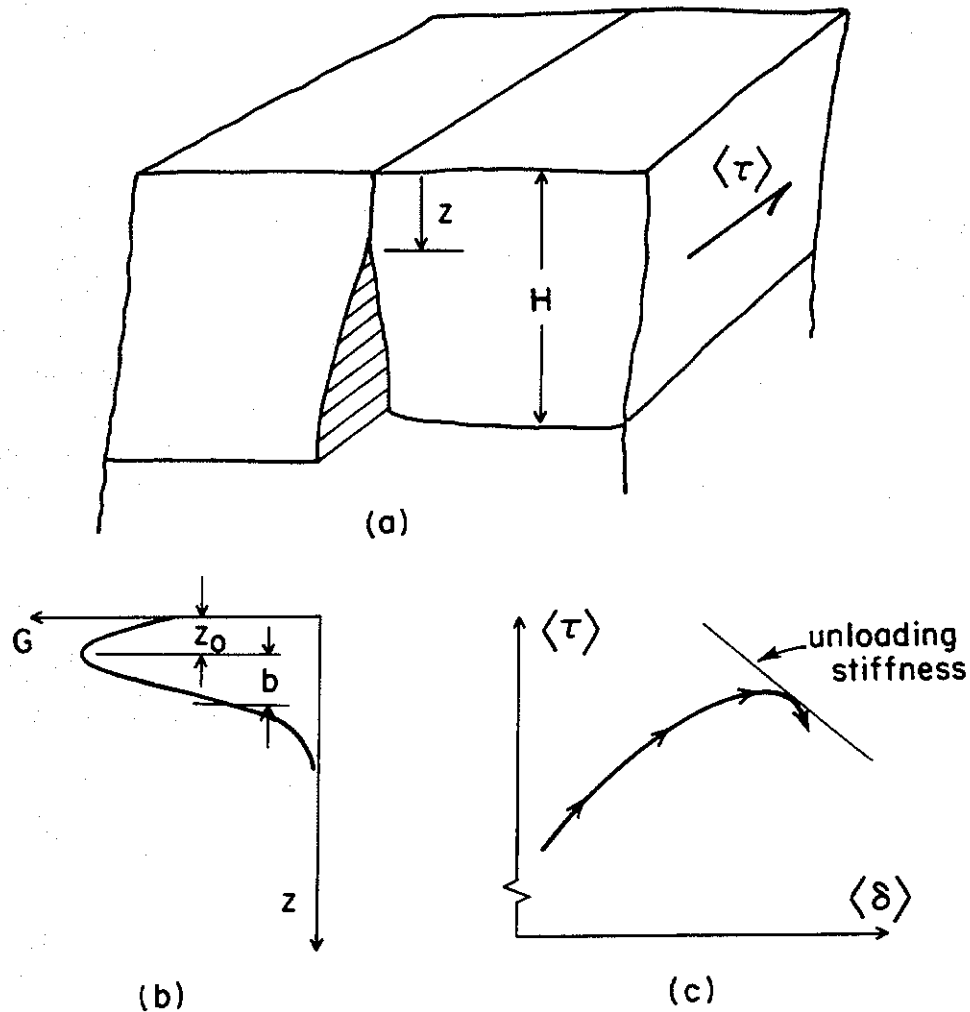 ⟨τ⟩
z
H
(a)
G
z₀
b
z
(b)
⟨τ⟩
unloading
stiffness
⟨δ⟩
(c)